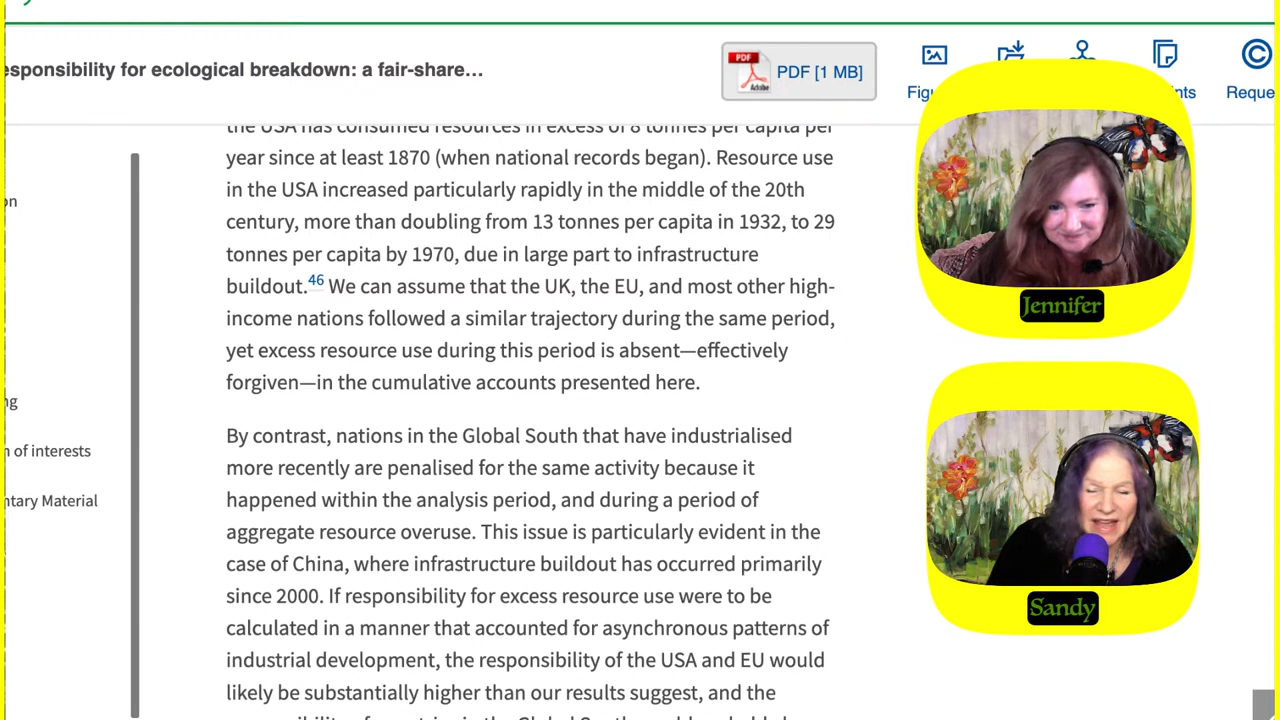 esponsibility for ecological breakdown: a fair-share…
PDF
Adobe
PDF [1 MB]
Figu
nts
Reque
the USA has consumed resources in excess of 8 tonnes per capita per
year since at least 1870 (when national records began). Resource use
in the USA increased particularly rapidly in the middle of the 20th
century, more than doubling from 13 tonnes per capita in 1932, to 29
tonnes per capita by 1970, due in large part to infrastructure
buildout.46 We can assume that the UK, the EU, and most other high-
income nations followed a similar trajectory during the same period,
yet excess resource use during this period is absent—effectively
forgiven—in the cumulative accounts presented here.
By contrast, nations in the Global South that have industrialised
more recently are penalised for the same activity because it
happened within the analysis period, and during a period of
aggregate resource overuse. This issue is particularly evident in the
case of China, where infrastructure buildout has occurred primarily
since 2000. If responsibility for excess resource use were to be
calculated in a manner that accounted for asynchronous patterns of
industrial development, the responsibility of the USA and EU would
likely be substantially higher than our results suggest, and the
on
ng
n of interests
ntary Material
Jennifer
Sandy